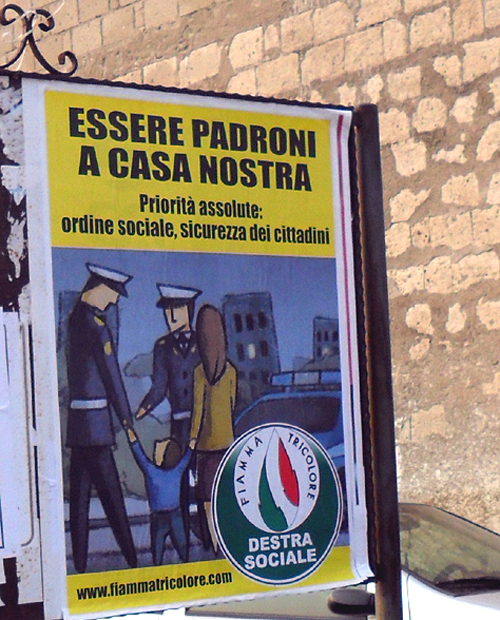 ESSERE PADRONI
A CASA NOSTRA
Priorità assolute:
ordine sociale, sicurezza dei cittadini
FIAMMA TRICOLORE
DESTRA
SOCIALE
www.fiammatricolore.com